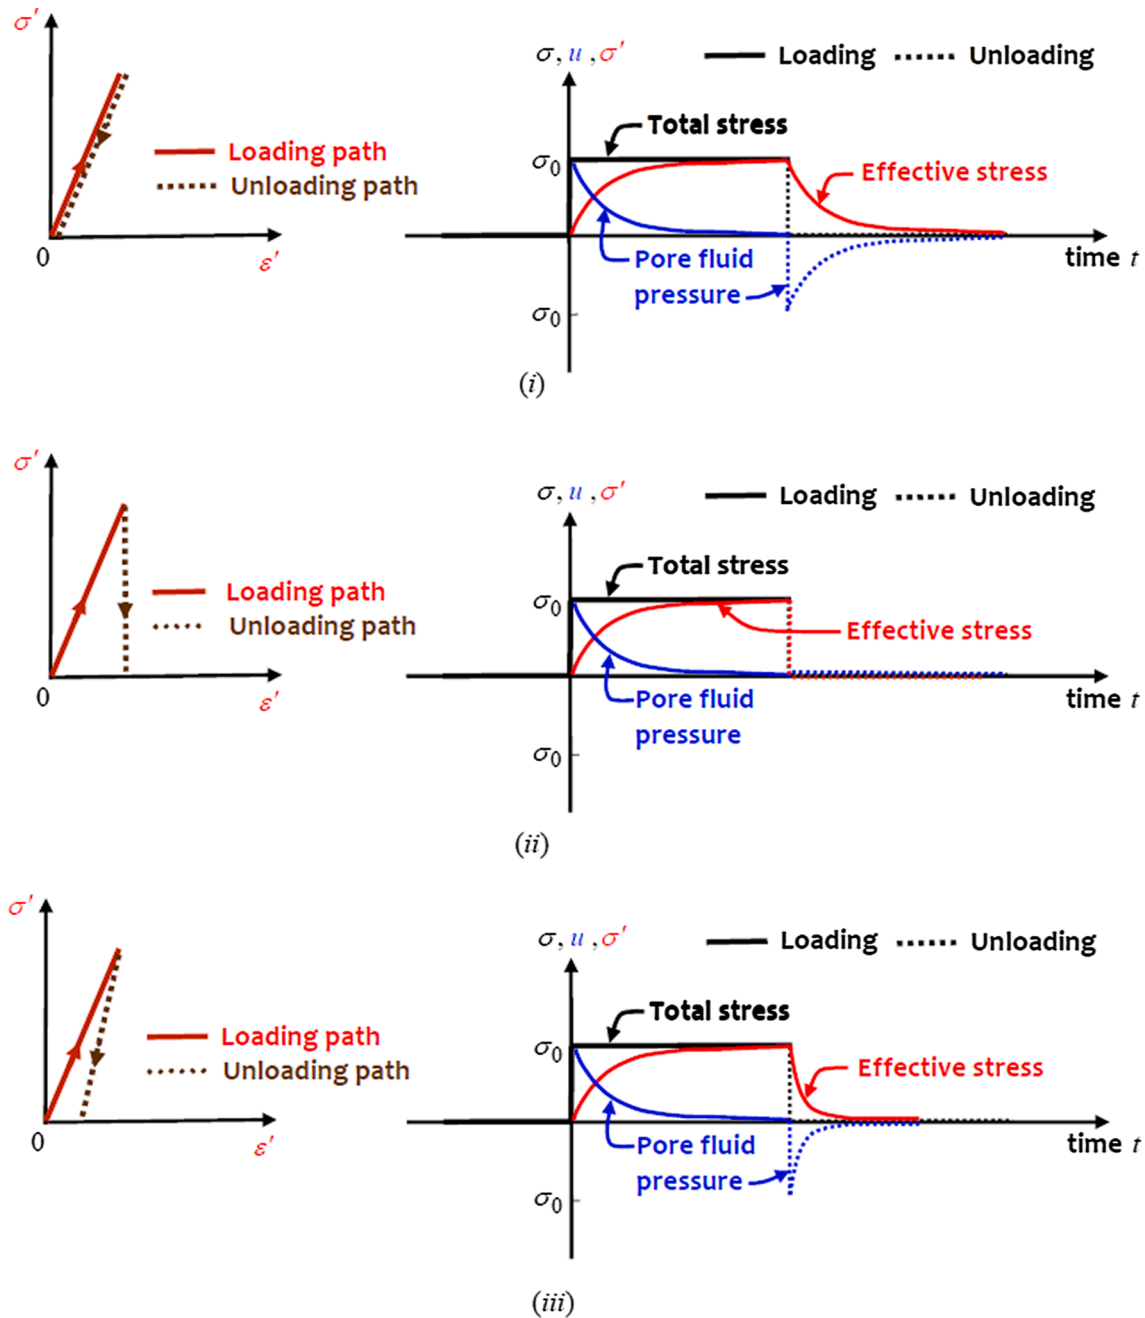 σ′
σ, u ,σ′
Loading
Unloading
Total stress
σ0
Effective stress
Loading path
Unloading path
0
ε′
Pore fluid
pressure
time t
σ0
(i)
σ′
σ, u ,σ′
Loading
Unloading
Total stress
σ0
Effective stress
Loading path
Unloading path
0
ε′
Pore fluid
pressure
time t
σ0
(ii)
σ′
σ, u ,σ′
Loading
Unloading
Total stress
σ0
Effective stress
Loading path
Unloading path
0
ε′
Pore fluid
pressure
time t
σ0
(iii)